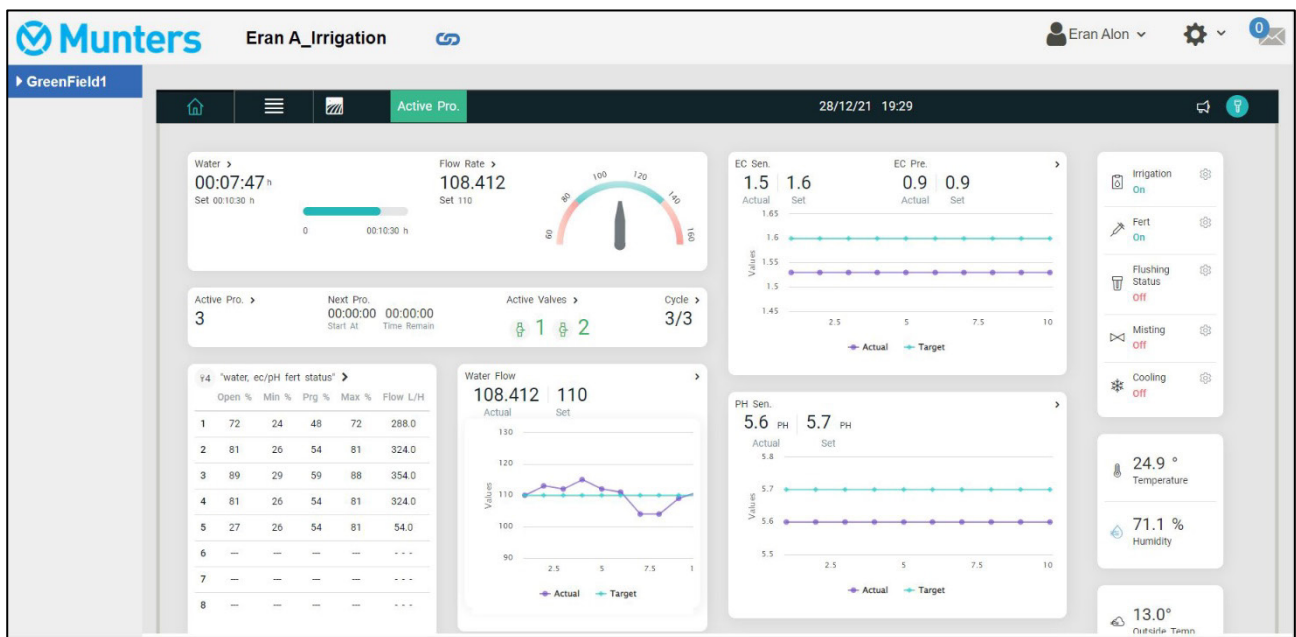 Munters
Eran A_Irrigation
Eran Alon
0
GreenField1
Active Pro.
28/12/21 19:29
Water >
00:07:47 h
Set 00:10:30 h
0 00:10:30 h
Flow Rate >
108.412
Set 110
60 80 100 120 140 160
Active Pro. >
3
Next Pro.
00:00:00 00:00:00
Start At Time Remain
Active Valves >
1 2
Cycle >
3/3
4 "water, ec/pH fert status" >
Open % Min % Prg % Max % Flow L/H
1 72 24 48 72 288.0
2 81 26 54 81 324.0
3 89 29 59 88 354.0
4 81 26 54 81 324.0
5 27 26 54 81 54.0
6 --- --- --- --- - - -
7 --- --- --- --- - - -
8 --- --- --- --- - - -
Water Flow >
108.412 110
Actual Set
130
120
110
100
90
Values
2.5 5 7.5 1
Actual Target
EC Sen. EC Pre. >
1.5 1.6 0.9 0.9
Actual Set Actual Set
1.65
1.6
1.55
1.5
1.45
Values
2.5 5 7.5 10
Actual Target
PH Sen. >
5.6 PH 5.7 PH
Actual Set
5.8
5.7
5.6
5.5
Values
2.5 5 7.5 10
Actual Target
Irrigation
On
Fert
On
Flushing
Status
Off
Misting
Off
Cooling
Off
24.9 °
Temperature
71.1 %
Humidity
13.0°
Outside Temp